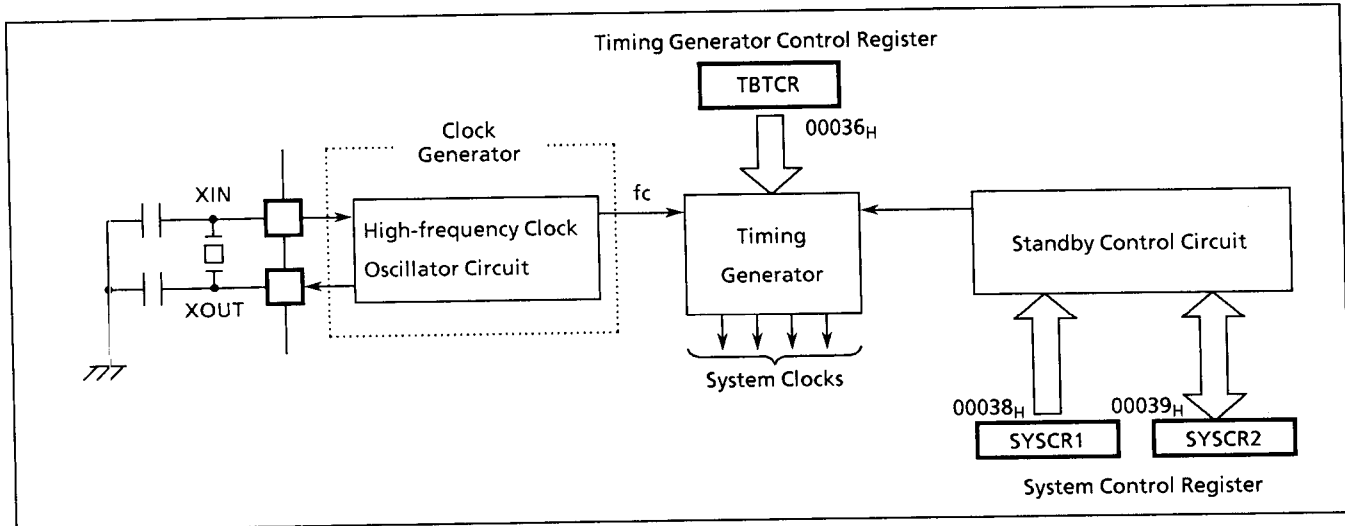 Timing Generator Control Register
TBTCR
00036H
Clock
Generator
XIN
fc
High-frequency Clock
Oscillator Circuit
Timing
Generator
Standby Control Circuit
XOUT
System Clocks
00038H
00039H
SYSCR1
SYSCR2
System Control Register